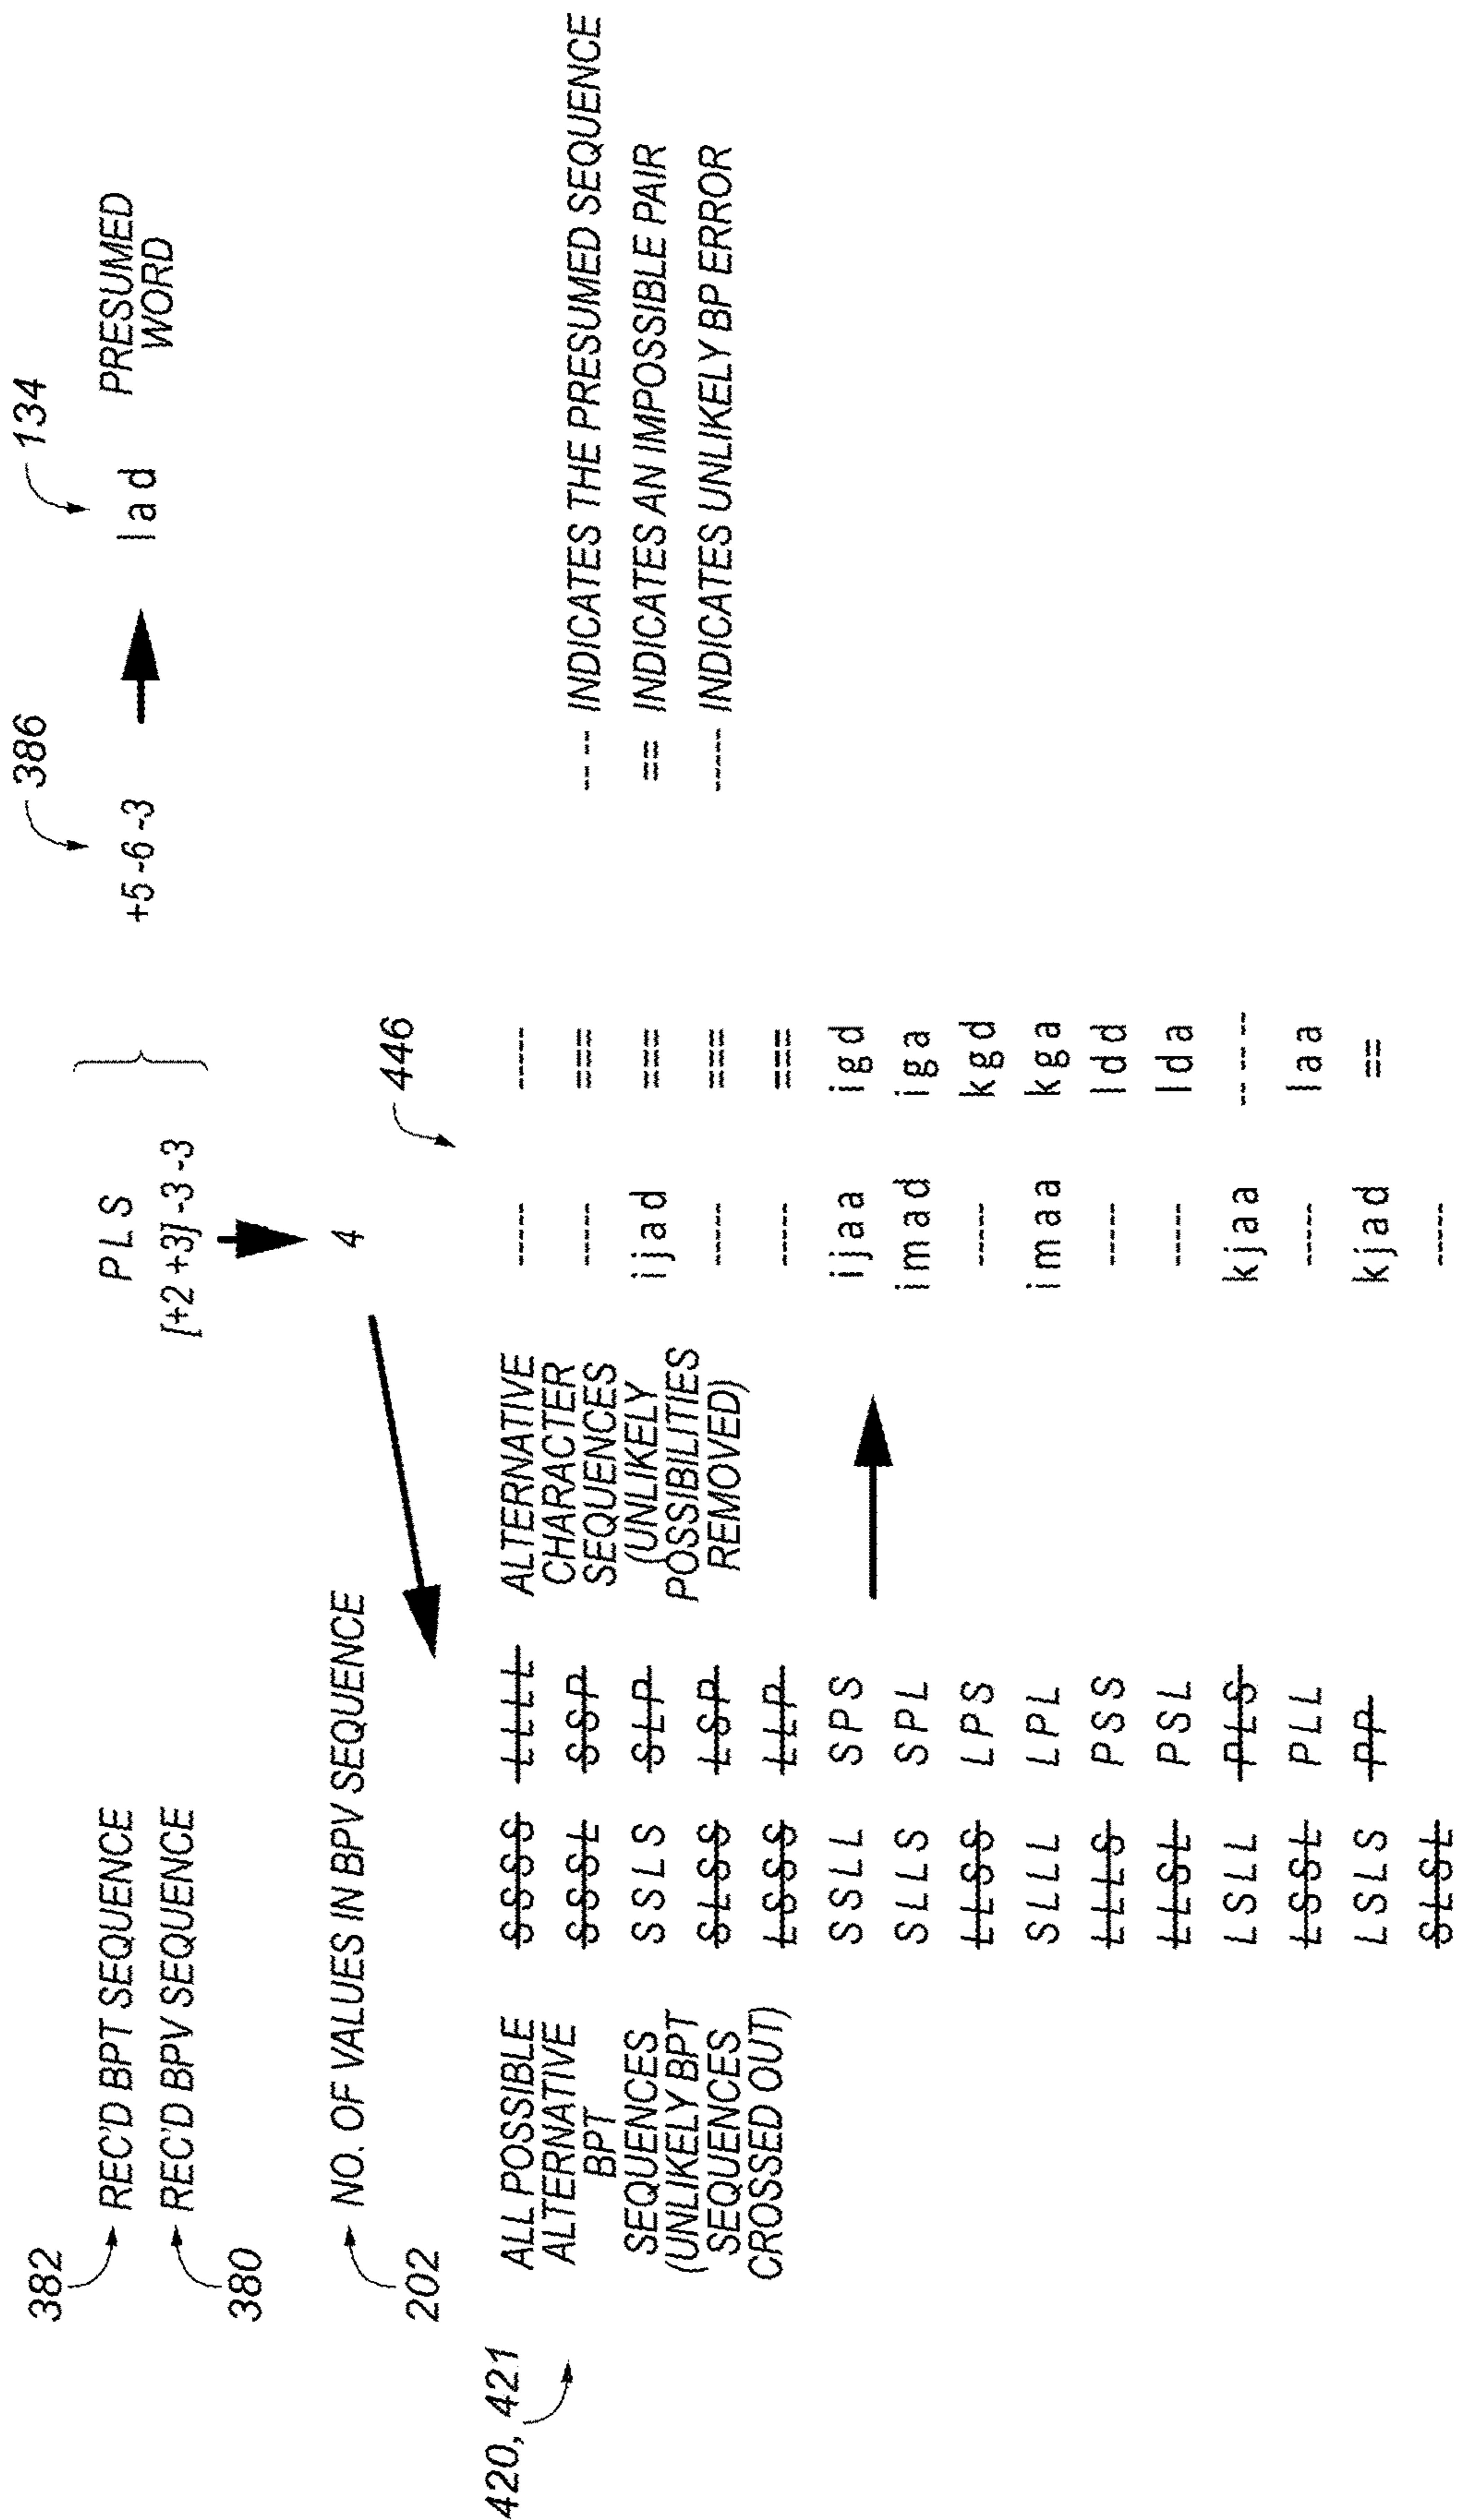 382
REC'D BPT SEQUENCE
P L S
386
134
380
REC'D BPV SEQUENCE
[+2 +3] -3 -3
+5 -6 -3
l a d
PRESUMED
WORD
202
NO. OF VALUES IN BPV SEQUENCE
4
420, 421
ALL POSSIBLE
ALTERNATIVE
BPT
SEQUENCES
(UNLIKELY BPT
SEQUENCES
CROSSED OUT)
ALTERNATIVE
CHARACTER
SEQUENCES
(UNLIKELY
POSSIBILITIES
REMOVED)
446
SSSS LLLL ----- -----
SSSL SSP ----- ===
SSLS SLP ijad ===
SLSS LSP ----- ===
LSSS LLP ----- ===
SSLL SPS ijaa igd
SLLS SPL imad iga
LLSS LPS ----- kgd
SLLL LPL imaa kga
LLLS PSS ----- ldd
LLSL PSL ----- lda
LSLL PLS kjaa -- -- --
LSSL PLL ----- laa
LSLS PP kjad ==
SLSL -----
-- -- INDICATES THE PRESUMED SEQUENCE
== INDICATES AN IMPOSSIBLE PAIR
----- INDICATES UNLIKELY BP ERROR